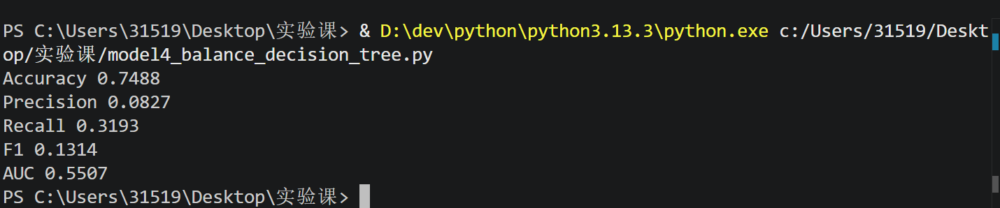 PS C:\Users\31519\Desktop\实验课> & D:\dev\python\python3.13.3\python.exe c:/Users/31519/Deskt
op/实验课/model4_balance_decision_tree.py
Accuracy 0.7488
Precision 0.0827
Recall 0.3193
F1 0.1314
AUC 0.5507
PS C:\Users\31519\Desktop\实验课>